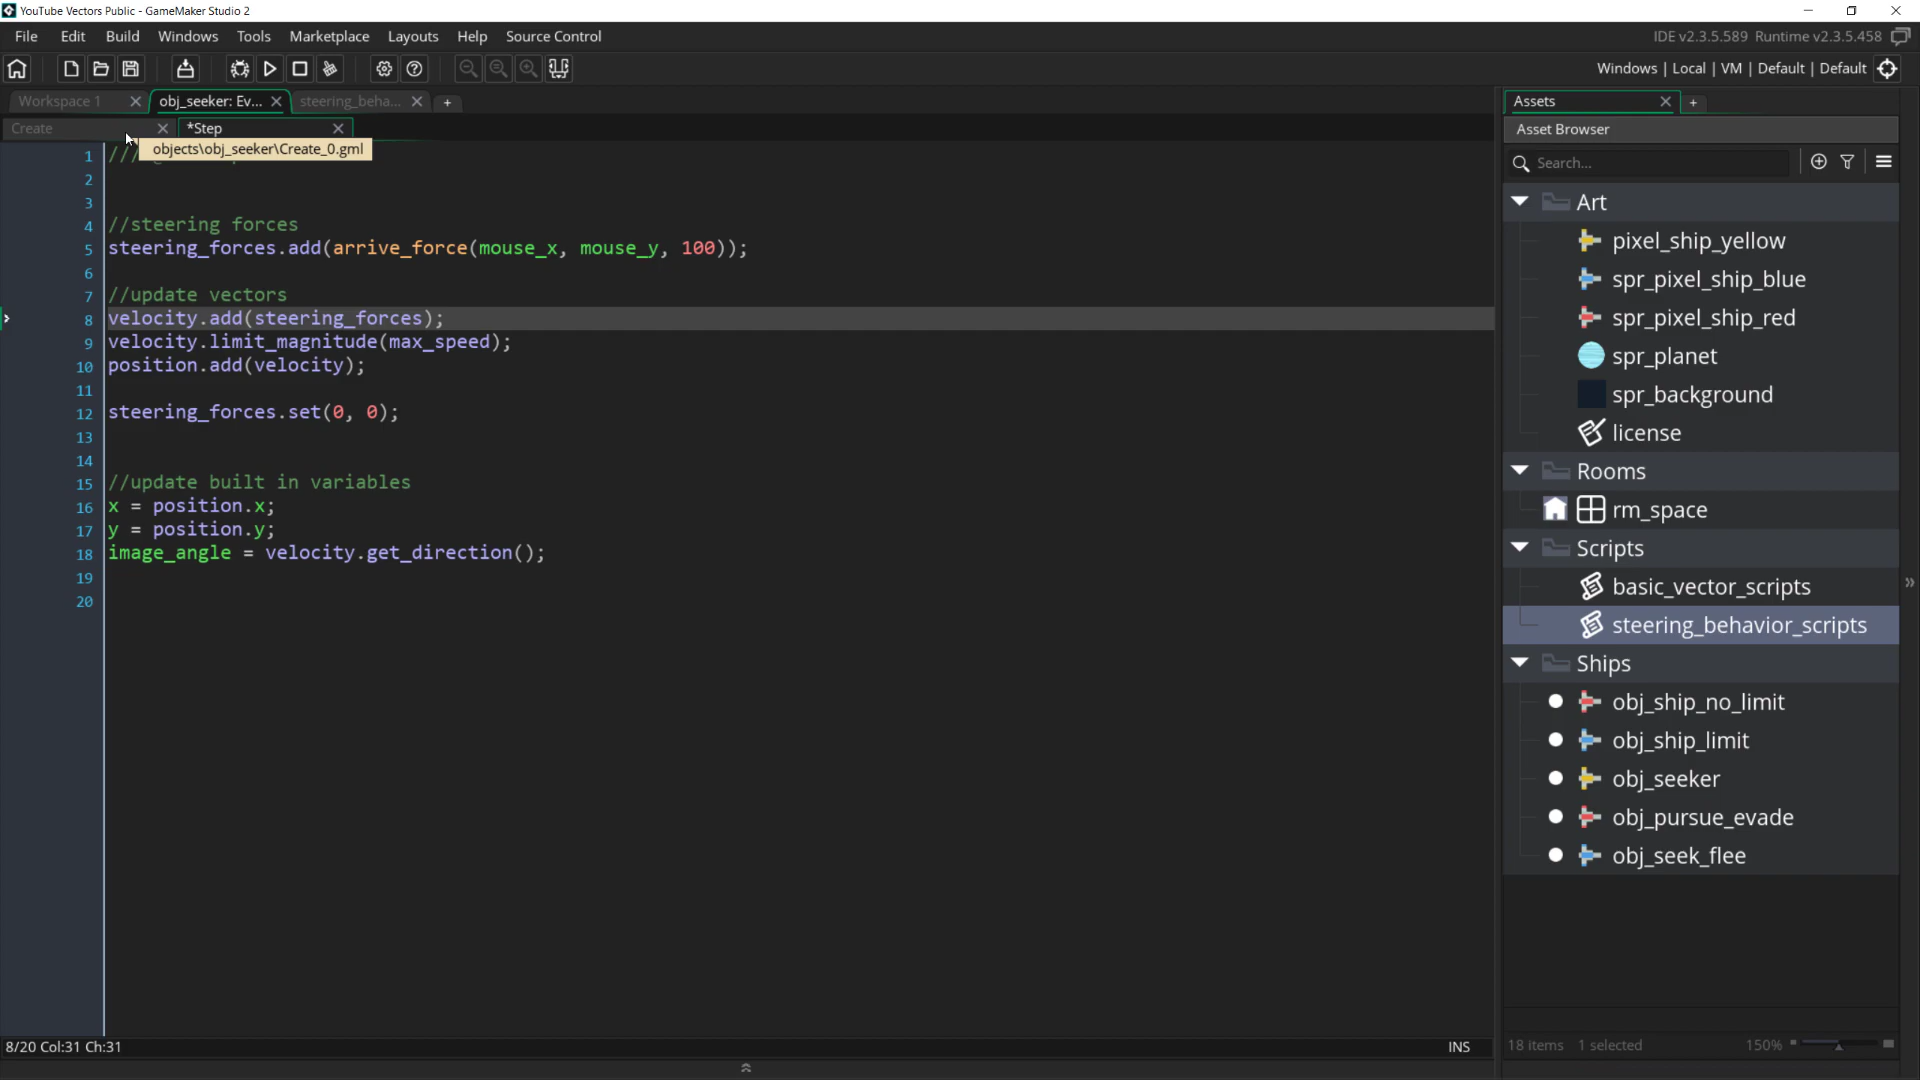 YouTube Vectors Public - GameMaker Studio 2
File Edit Build Windows Tools Marketplace Layouts Help Source Control
IDE v2.3.5.589 Runtime v2.3.5.458
Windows | Local | VM | Default | Default
Workspace 1
obj_seeker: Ev...
steering_beha...
Create
*Step
objects\obj_seeker\Create_0.gml
1 ///
2
3
4 //steering forces
5 steering_forces.add(arrive_force(mouse_x, mouse_y, 100));
6
7 //update vectors
8 velocity.add(steering_forces);
9 velocity.limit_magnitude(max_speed);
10 position.add(velocity);
11
12 steering_forces.set(0, 0);
13
14
15 //update built in variables
16 x = position.x;
17 y = position.y;
18 image_angle = velocity.get_direction();
19
20
8/20 Col:31 Ch:31
INS
Assets
Asset Browser
Search...
Art
pixel_ship_yellow
spr_pixel_ship_blue
spr_pixel_ship_red
spr_planet
spr_background
license
Rooms
rm_space
Scripts
basic_vector_scripts
steering_behavior_scripts
Ships
obj_ship_no_limit
obj_ship_limit
obj_seeker
obj_pursue_evade
obj_seek_flee
18 items 1 selected 150%